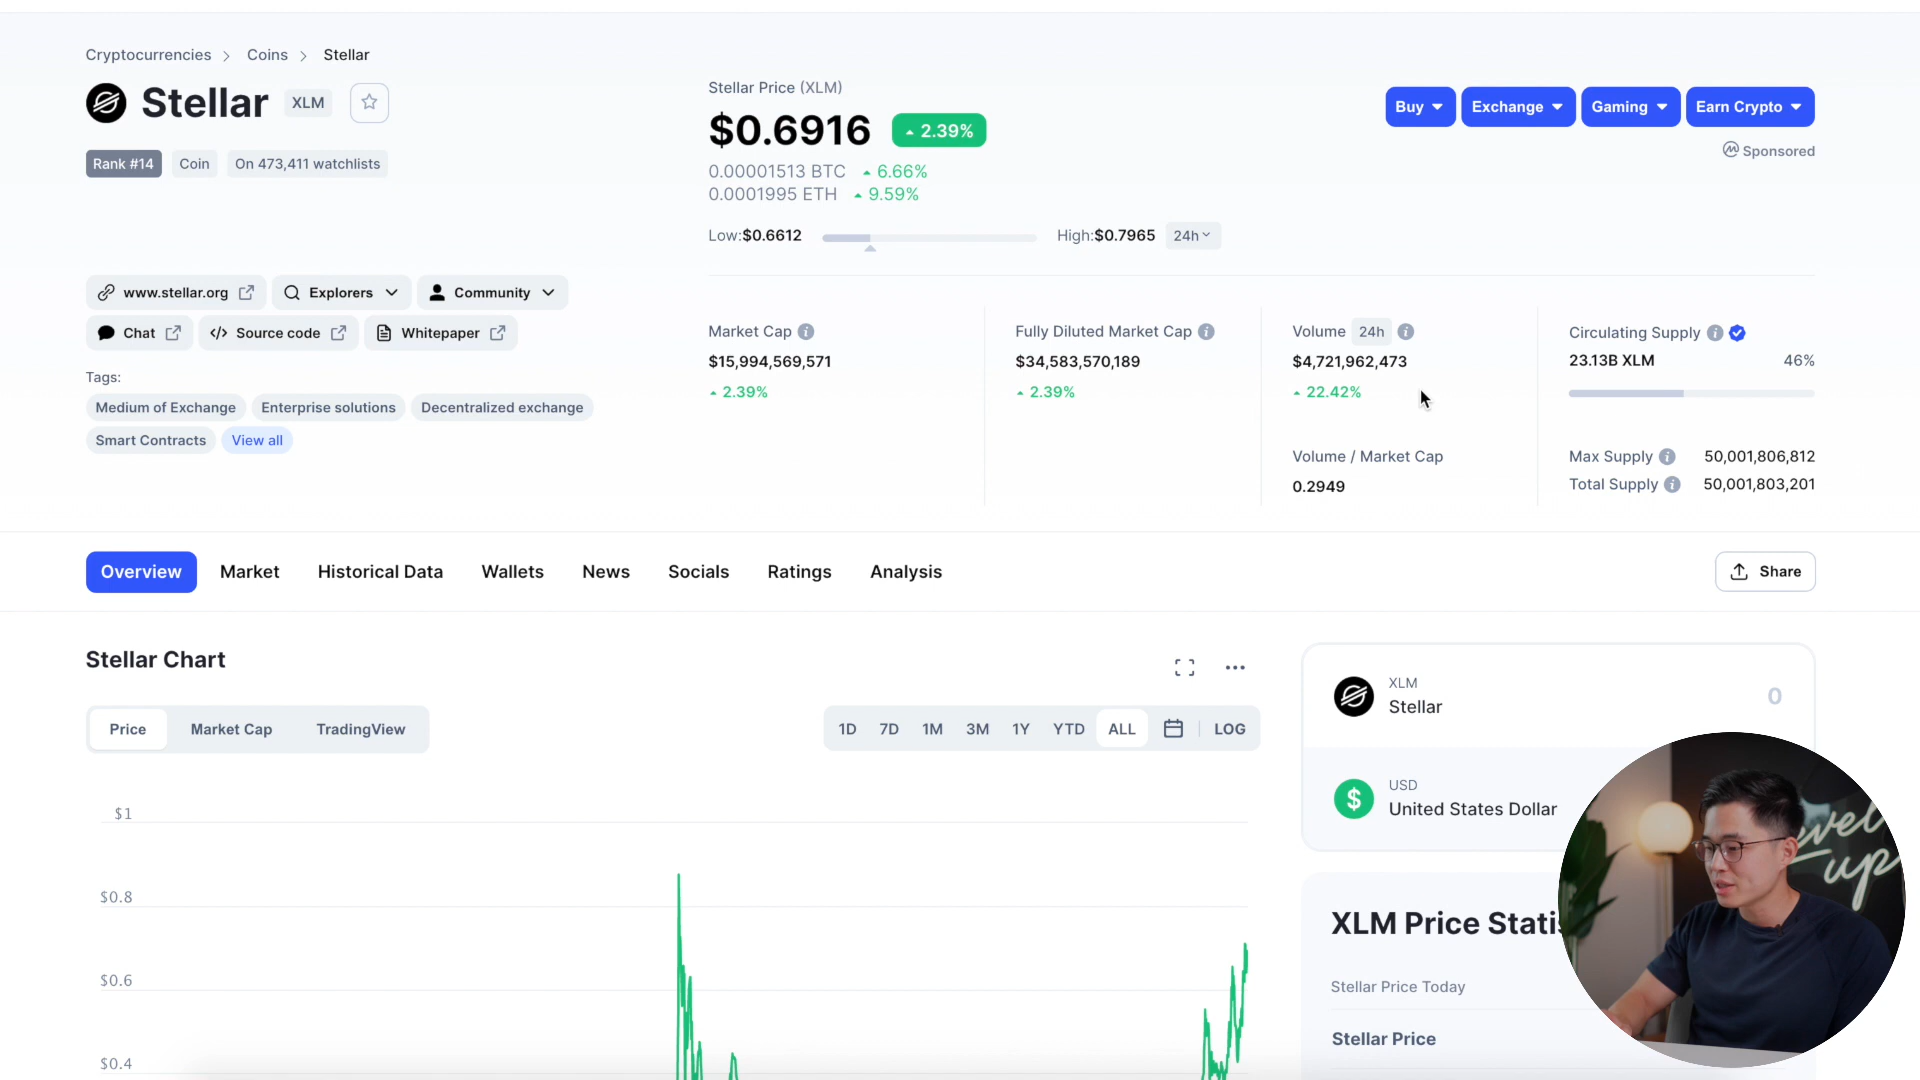 Cryptocurrencies > Coins > Stellar
Stellar XLM
Rank #14 Coin On 473,411 watchlists
Stellar Price (XLM)
$0.6916 2.39%
0.00001513 BTC 6.66%
0.0001995 ETH 9.59%
Low:$0.6612 High:$0.7965 24h
Buy Exchange Gaming Earn Crypto
Sponsored
www.stellar.org Explorers Community
Chat Source code Whitepaper
Tags:
Medium of Exchange Enterprise solutions Decentralized exchange
Smart Contracts View all
Market Cap
$15,994,569,571
2.39%
Fully Diluted Market Cap
$34,583,570,189
2.39%
Volume 24h
$4,721,962,473
22.42%
Volume / Market Cap
0.2949
Circulating Supply
23.13B XLM 46%
Max Supply 50,001,806,812
Total Supply 50,001,803,201
Overview Market Historical Data Wallets News Socials Ratings Analysis Share
Stellar Chart
Price Market Cap TradingView
1D 7D 1M 3M 1Y YTD ALL LOG
$1
$0.8
$0.6
$0.4
XLM
Stellar 0
USD
United States Dollar
XLM Price Statis
Stellar Price Today
Stellar Price
evel
up